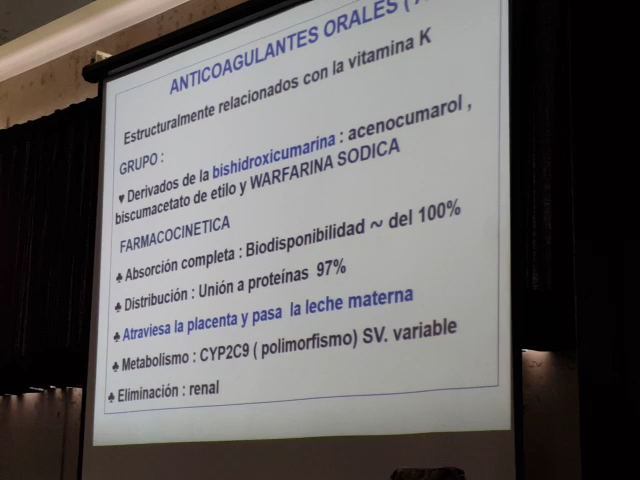 ANTICOAGULANTES ORALES (
Estructuralmente relacionados con la vitamina K
GRUPO :
♥ Derivados de la bishidroxicumarina : acenocumarol ,
biscumacetato de etilo y WARFARINA SODICA
FARMACOCINETICA
♣ Absorción completa : Biodisponibilidad ~ del 100%
♣ Distribución : Unión a proteínas 97%
♣ Atraviesa la placenta y pasa la leche materna
♣ Metabolismo : CYP2C9 ( polimorfismo) SV. variable
♣ Eliminación : renal